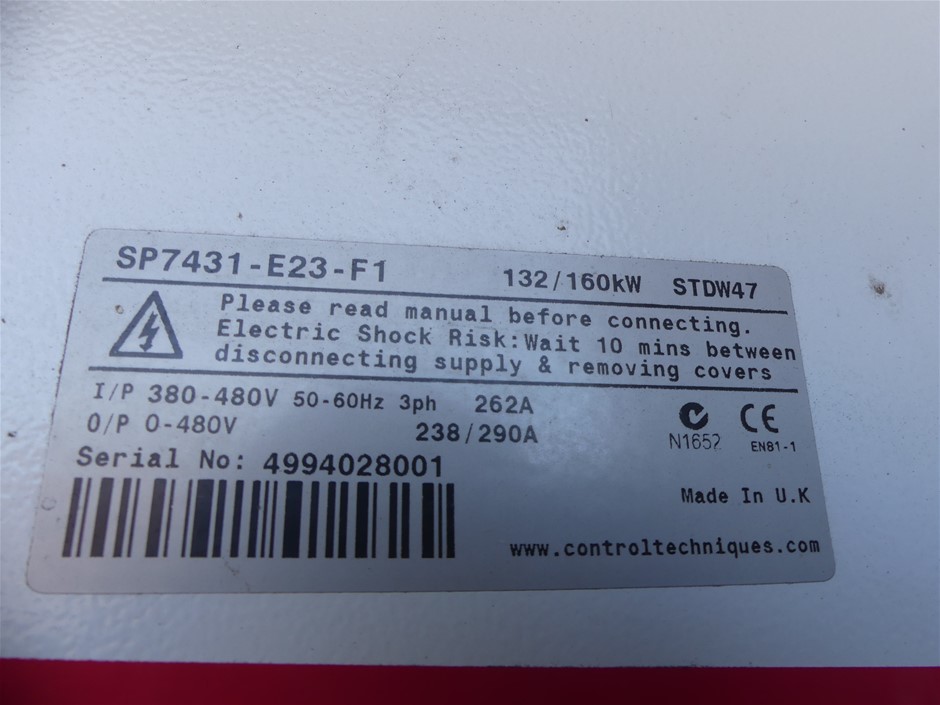 SP7431-E23-F1 132/160kW STDW47
Please read manual before connecting.
Electric Shock Risk:Wait 10 mins between
disconnecting supply & removing covers
I/P 380-480V 50-60Hz 3ph 262A
O/P 0-480V 238/290A
N1652 CE EN81-1
Serial No: 4994028001
Made In U.K
www.controltechniques.com